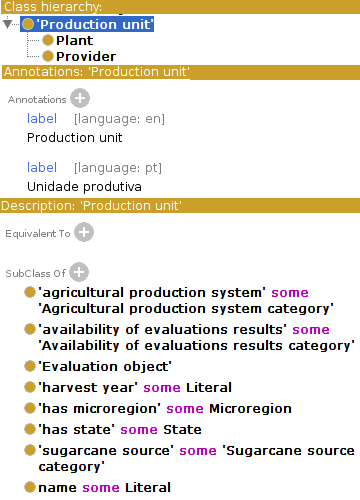 Class hierarchy:
'Production unit'
Plant
Provider
Annotations: 'Production unit'
Annotations
label [language: en]
Production unit
label [language: pt]
Unidade produtiva
Description: 'Production unit'
Equivalent To
SubClass Of
'agricultural production system' some
'Agricultural production system category'
'availability of evaluations results' some
'Availability of evaluations results category'
'Evaluation object'
'harvest year' some Literal
'has microregion' some Microregion
'has state' some State
'sugarcane source' some 'Sugarcane source
category'
name some Literal